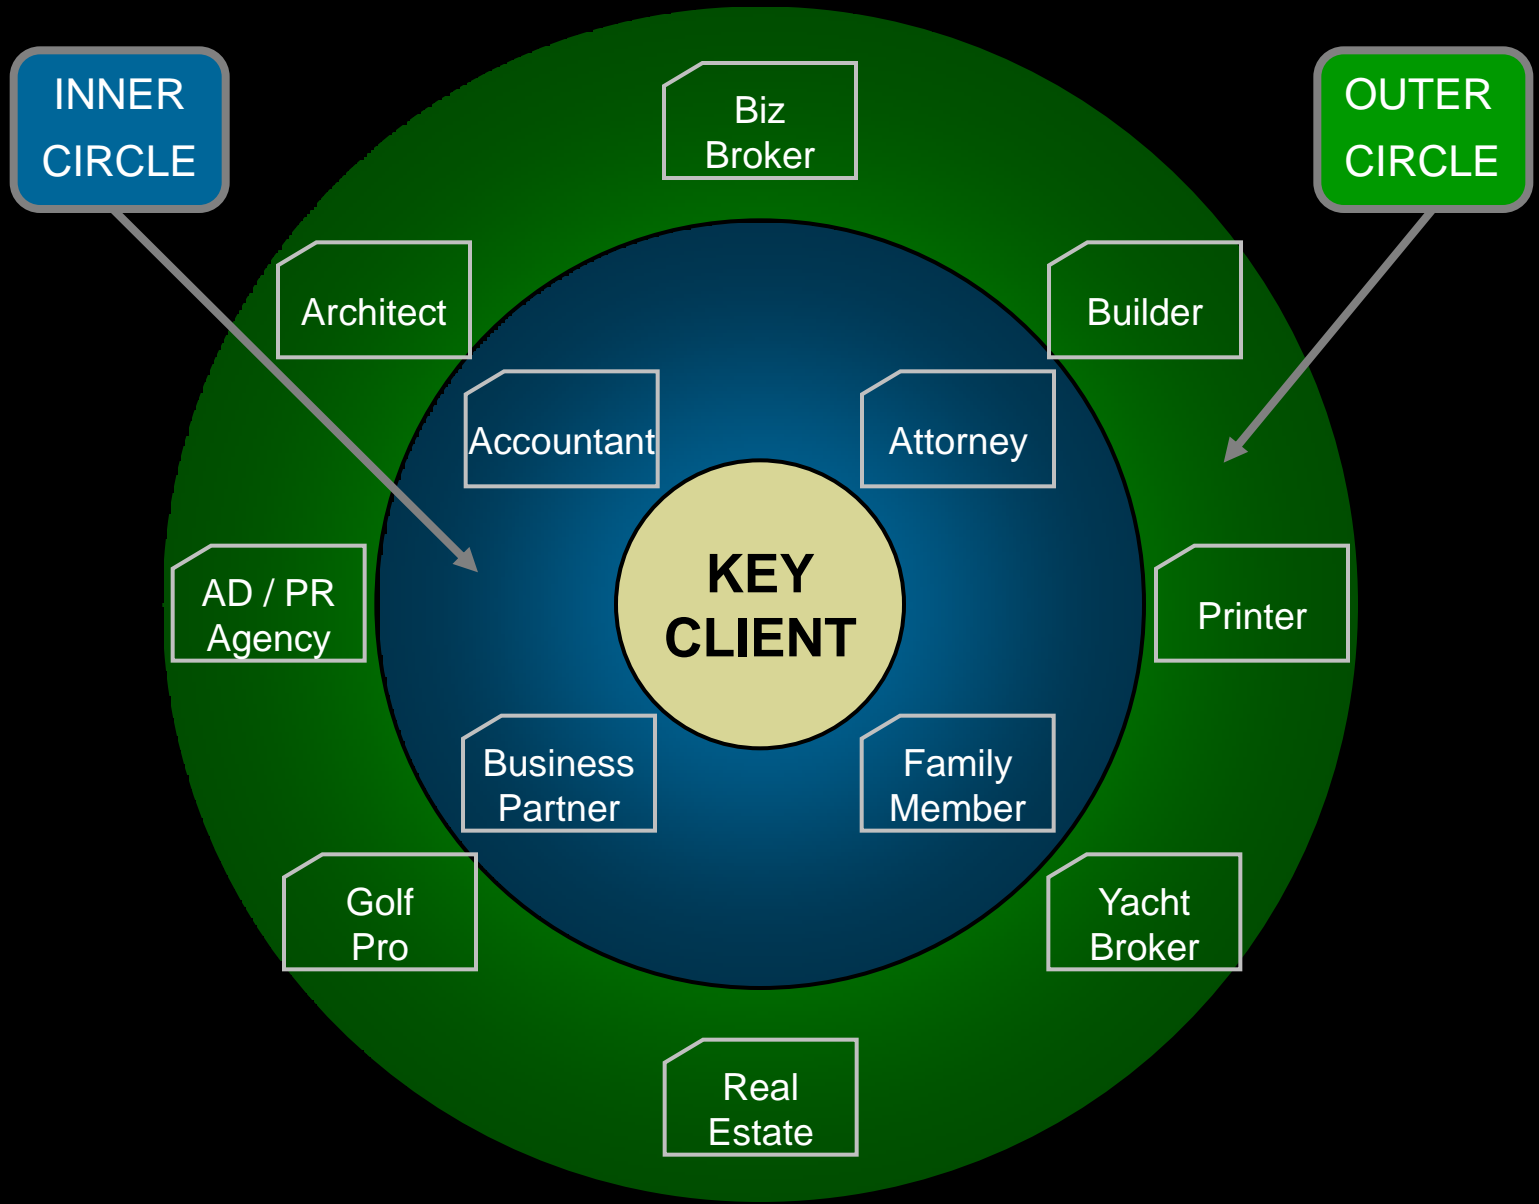 INNER
CIRCLE
OUTER
CIRCLE
Biz
Broker
Architect
Builder
Accountant
Attorney
KEY
CLIENT
AD / PR
Agency
Printer
Business
Partner
Family
Member
Golf
Pro
Yacht
Broker
Real
Estate